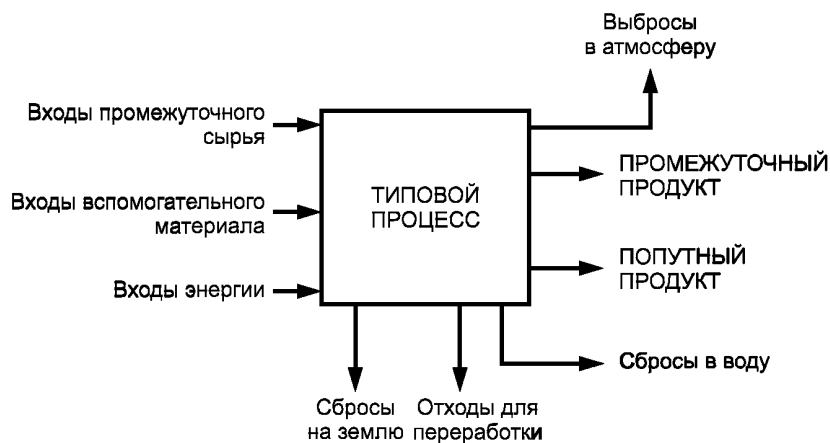 Выбросы
в атмосферу
Входы промежуточного
сырья
ПРОМЕЖУТОЧНЫЙ
ПРОДУКТ
Входы вспомогательного
материала
ТИПОВОЙ
ПРОЦЕСС
ПОПУТНЫЙ
ПРОДУКТ
Входы энергии
Сбросы в воду
Сбросы
на землю
Отходы для
переработки